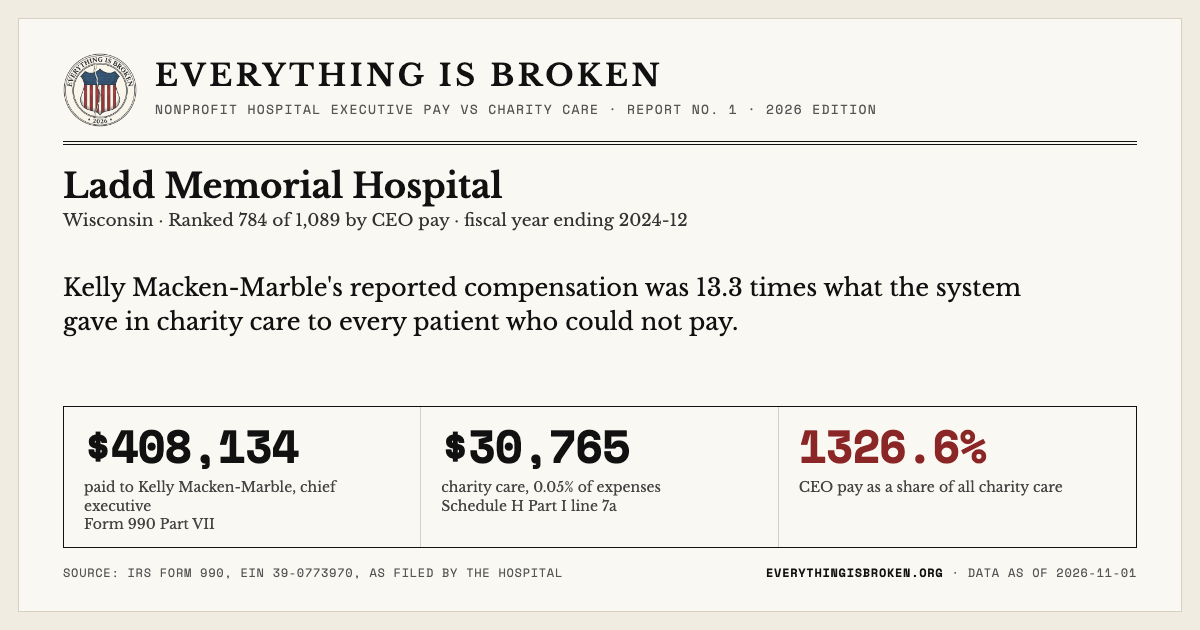 EVERYTHING IS BROKEN
· 2026 ·
EVERYTHING IS BROKEN
NONPROFIT HOSPITAL EXECUTIVE PAY VS CHARITY CARE · REPORT NO. 1 · 2026 EDITION
Ladd Memorial Hospital
Wisconsin · Ranked 784 of 1,089 by CEO pay · fiscal year ending 2024-12
Kelly Macken-Marble's reported compensation was 13.3 times what the system
gave in charity care to every patient who could not pay.
$408,134
paid to Kelly Macken-Marble, chief
executive
Form 990 Part VII
$30,765
charity care, 0.05% of expenses
Schedule H Part I line 7a
1326.6%
CEO pay as a share of all charity care
SOURCE: IRS FORM 990, EIN 39-0773970, AS FILED BY THE HOSPITAL
EVERYTHINGISBROKEN.ORG · DATA AS OF 2026-11-01